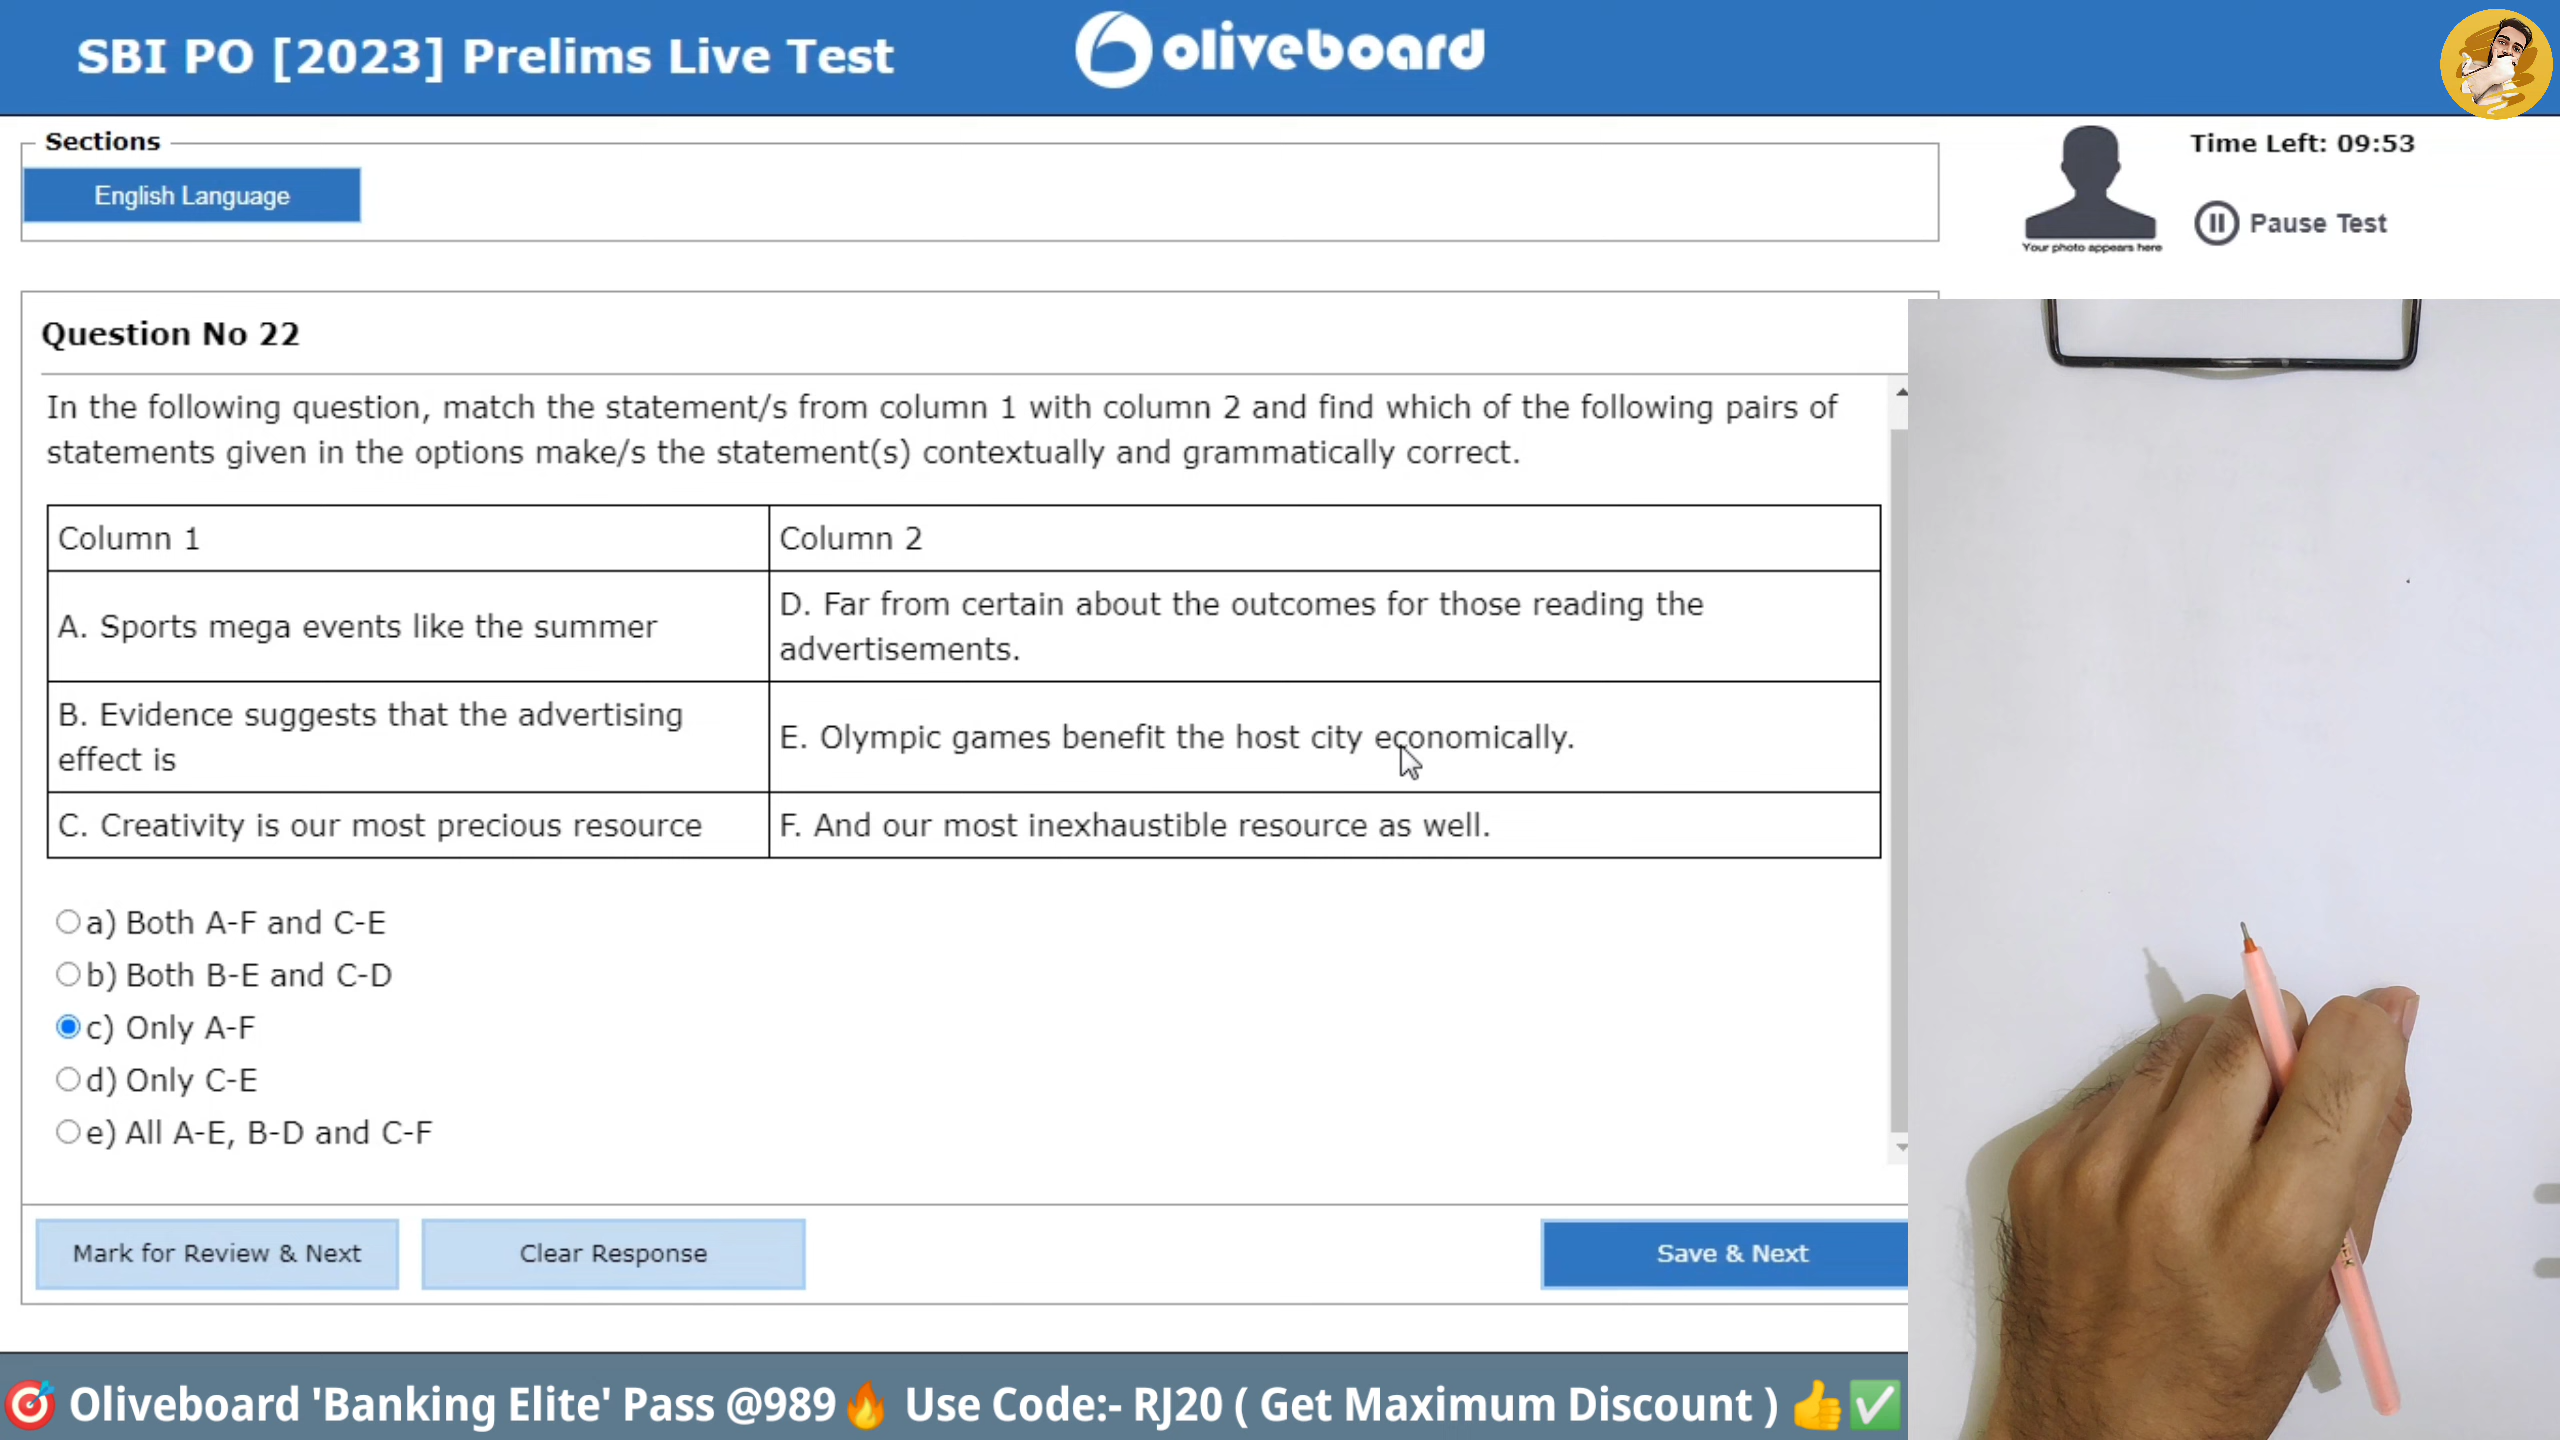 SBI PO [2023] Prelims Live Test
oliveboard
Sections
English Language
Time Left: 09:53
Pause Test
Your photo appears here
Question No 22
In the following question, match the statement/s from column 1 with column 2 and find which of the following pairs of
statements given in the options make/s the statement(s) contextually and grammatically correct.
Column 1
Column 2
A. Sports mega events like the summer
D. Far from certain about the outcomes for those reading the
advertisements.
B. Evidence suggests that the advertising
effect is
E. Olympic games benefit the host city economically.
C. Creativity is our most precious resource
F. And our most inexhaustible resource as well.
a) Both A-F and C-E
b) Both B-E and C-D
c) Only A-F
d) Only C-E
e) All A-E, B-D and C-F
Mark for Review & Next
Clear Response
Save & Next
🎯 Oliveboard 'Banking Elite' Pass @989🔥 Use Code:- RJ20 ( Get Maximum Discount ) 👍✅